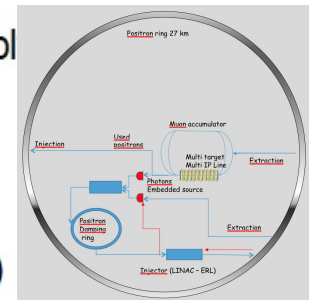 ol
Positron ring 27 km
Muon accumulator
Used
positrons
Injection
Multi target
Multi IP Line
Extraction
Photons
Embedded source
Positron
Damping
ring
Extraction
Injector (LINAC - ERL)